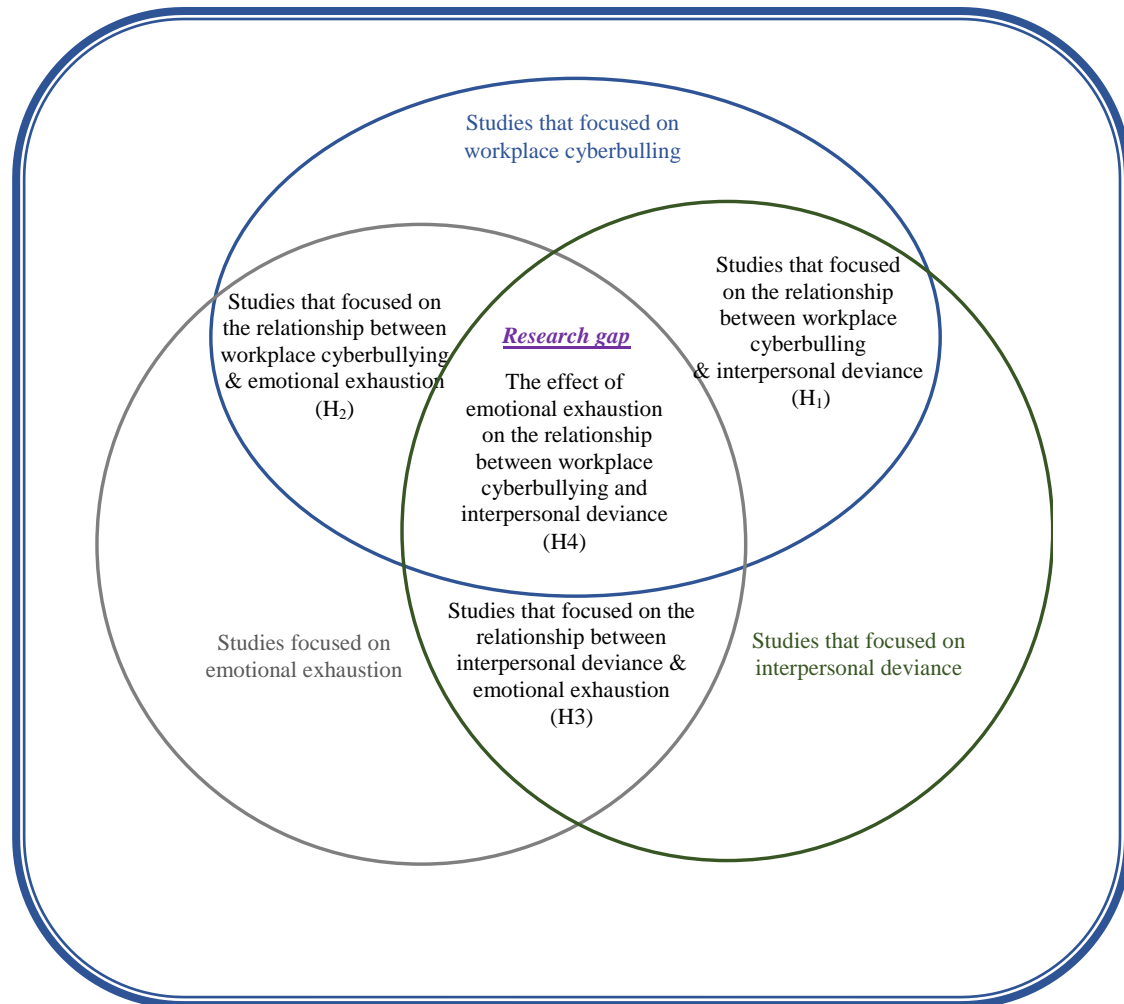 Studies that focused on
workplace cyberbulling
Studies that focused on
the relationship between
workplace cyberbullying
& emotional exhaustion
(H₂)
Research gap
The effect of
emotional exhaustion
on the relationship
between workplace
cyberbullying and
interpersonal deviance
(H4)
Studies that focused
on the relationship
between workplace
cyberbulling
& interpersonal deviance
(H₁)
Studies focused on
emotional exhaustion
Studies that focused on the
relationship between
interpersonal deviance &
emotional exhaustion
(H3)
Studies that focused on
interpersonal deviance